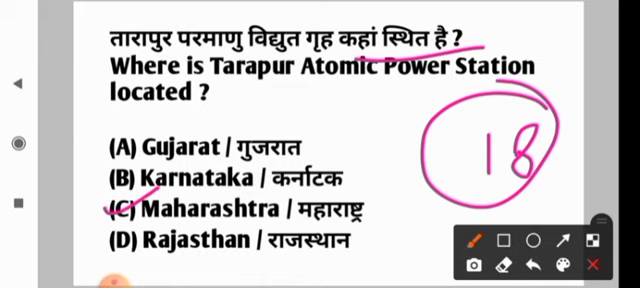 तारापुर परमाणु विद्युत गृह कहां स्थित है ?
Where is Tarapur Atomic Power Station
located ?
18
(A) Gujarat / गुजरात
(B) Karnataka / कर्नाटक
(C) Maharashtra / महाराष्ट्र
(D) Rajasthan / राजस्थान